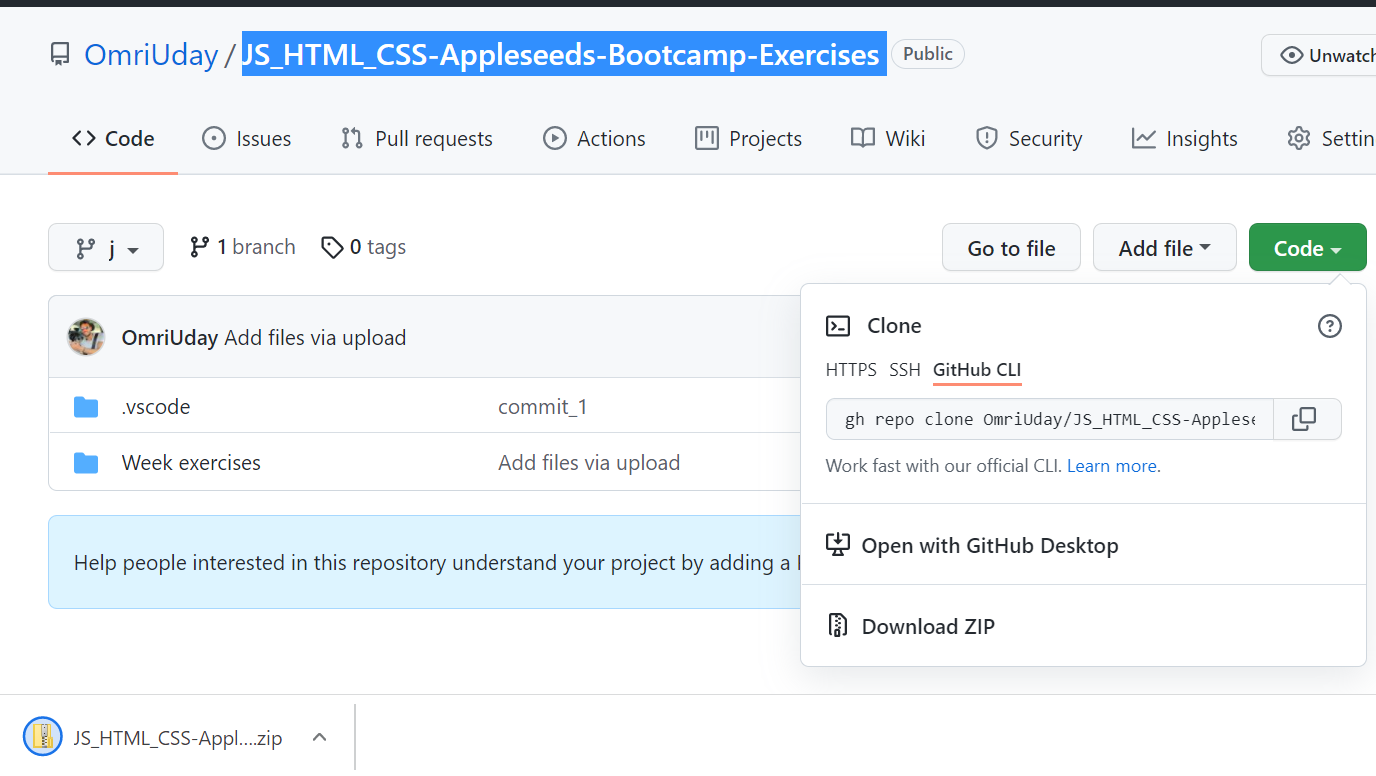 OmriUday / JS_HTML_CSS-Appleseeds-Bootcamp-Exercises Public
Unwatch
Code Issues Pull requests Actions Projects Wiki Security Insights Settin
j 1 branch 0 tags Go to file Add file Code
OmriUday Add files via upload
.vscode commit_1
Week exercises Add files via upload
Help people interested in this repository understand your project by adding a
Clone
HTTPS SSH GitHub CLI
gh repo clone OmriUday/JS_HTML_CSS-Applese
Work fast with our official CLI. Learn more.
Open with GitHub Desktop
Download ZIP
JS_HTML_CSS-Appl....zip